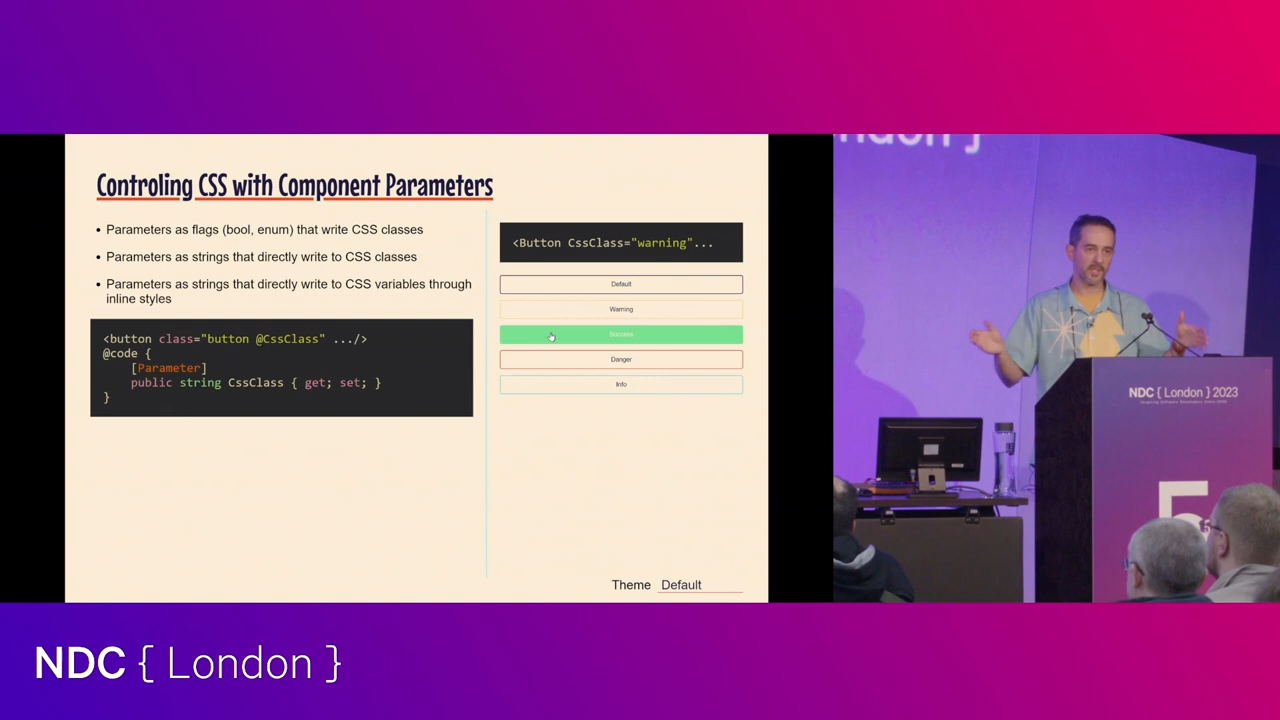 Controling CSS with Component Parameters
• Parameters as flags (bool, enum) that write CSS classes
• Parameters as strings that directly write to CSS classes
• Parameters as strings that directly write to CSS variables through
inline styles
<button class="button @CssClass" .../>
@code {
[Parameter]
public string CssClass { get; set; }
}
<Button CssClass="warning"...
Default
Warning
Success
Danger
Info
Theme Default
ndon }
NDC { London } 2023
5
NDC { London }